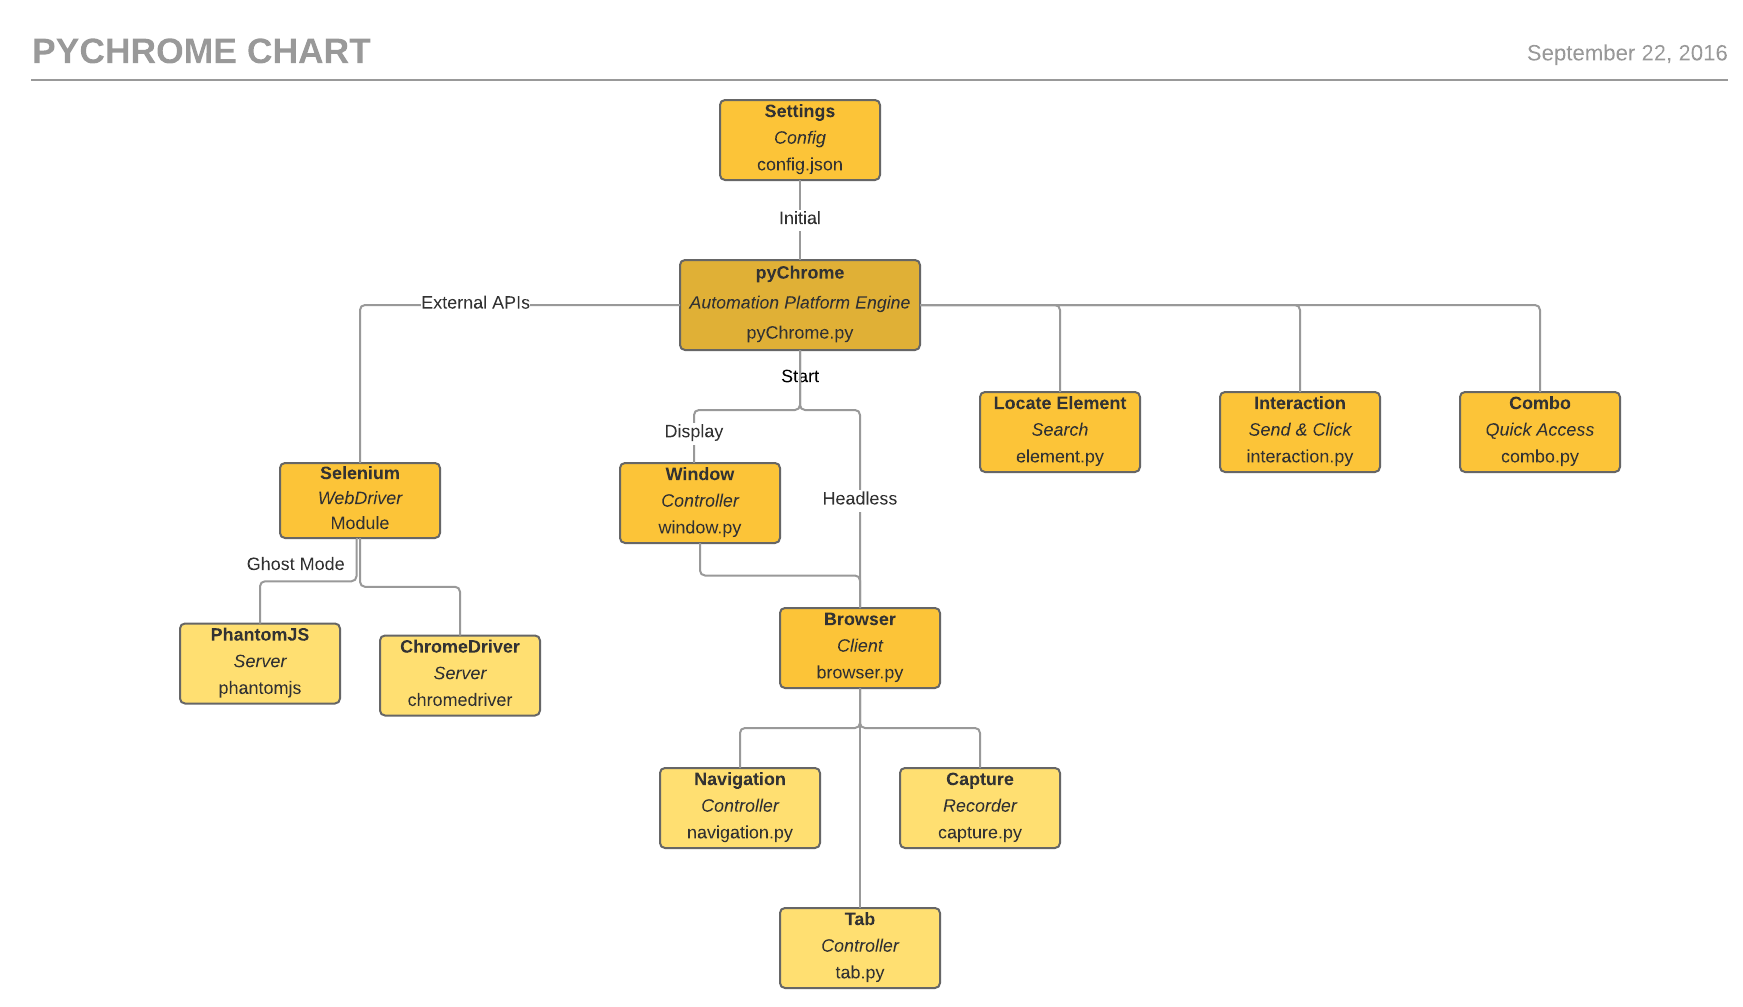 PYCHROME CHART
September 22, 2016
Settings
Config
config.json
Initial
pyChrome
Automation Platform Engine
pyChrome.py
External APIs
Start
Display
Headless
Locate Element
Search
element.py
Interaction
Send & Click
interaction.py
Combo
Quick Access
combo.py
Selenium
WebDriver
Module
Window
Controller
window.py
Ghost Mode
PhantomJS
Server
phantomjs
ChromeDriver
Server
chromedriver
Browser
Client
browser.py
Navigation
Controller
navigation.py
Capture
Recorder
capture.py
Tab
Controller
tab.py